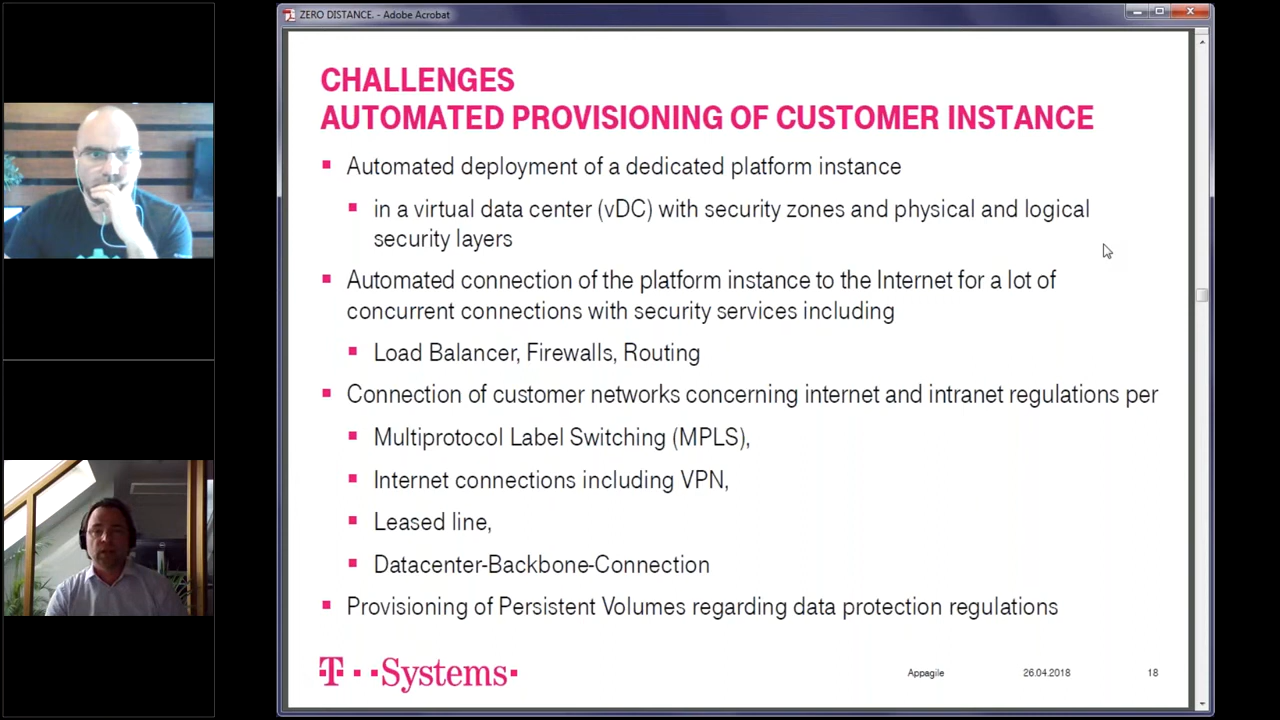 ZERO DISTANCE. - Adobe Acrobat
CHALLENGES
AUTOMATED PROVISIONING OF CUSTOMER INSTANCE
Automated deployment of a dedicated platform instance
in a virtual data center (vDC) with security zones and physical and logical
security layers
Automated connection of the platform instance to the Internet for a lot of
concurrent connections with security services including
Load Balancer, Firewalls, Routing
Connection of customer networks concerning internet and intranet regulations per
Multiprotocol Label Switching (MPLS),
Internet connections including VPN,
Leased line,
Datacenter-Backbone-Connection
Provisioning of Persistent Volumes regarding data protection regulations
T··Systems·
Appagile 26.04.2018 18